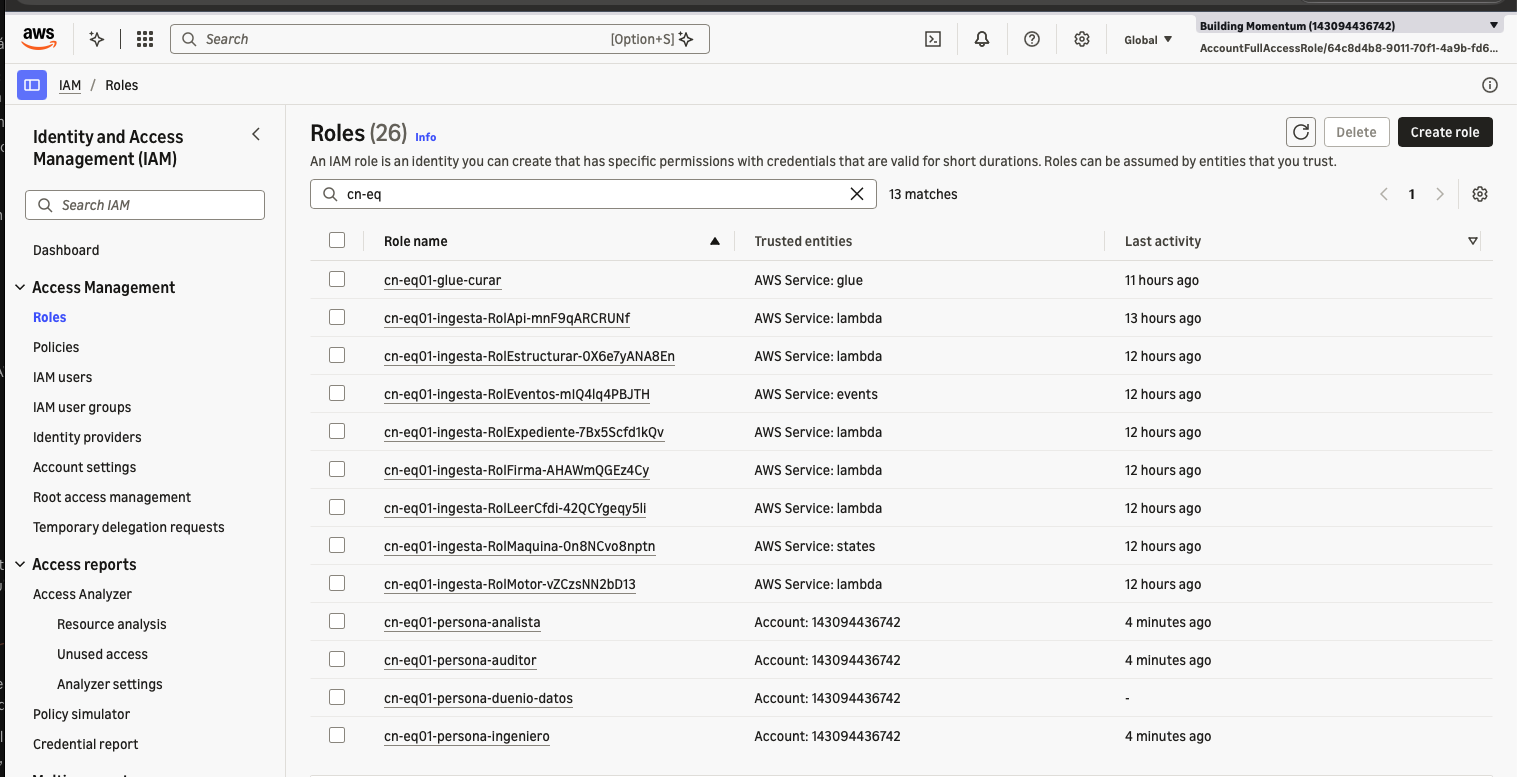 aws
Search [Option+S]
Global
Building Momentum (143094436742)
AccountFullAccessRole/64c8d4b8-9011-70f1-4a9b-fd6...
IAM / Roles
Identity and Access
Management (IAM)
Search IAM
Dashboard
Access Management
Roles
Policies
IAM users
IAM user groups
Identity providers
Account settings
Root access management
Temporary delegation requests
Access reports
Access Analyzer
Resource analysis
Unused access
Analyzer settings
Policy simulator
Credential report
Roles (26) Info
Delete
Create role
An IAM role is an identity you can create that has specific permissions with credentials that are valid for short durations. Roles can be assumed by entities that you trust.
cn-eq
13 matches
1
Role name Trusted entities Last activity
cn-eq01-glue-curar AWS Service: glue 11 hours ago
cn-eq01-ingesta-RolApi-mnF9qARCRUNf AWS Service: lambda 13 hours ago
cn-eq01-ingesta-RolEstructurar-0X6e7yANA8En AWS Service: lambda 12 hours ago
cn-eq01-ingesta-RolEventos-mIQ4Iq4PBJTH AWS Service: events 12 hours ago
cn-eq01-ingesta-RolExpediente-7Bx5Scfd1kQv AWS Service: lambda 12 hours ago
cn-eq01-ingesta-RolFirma-AHAWmQGEz4Cy AWS Service: lambda 12 hours ago
cn-eq01-ingesta-RolLeerCfdi-42QCYgeqy5li AWS Service: lambda 12 hours ago
cn-eq01-ingesta-RolMaquina-0n8NCvo8nptn AWS Service: states 12 hours ago
cn-eq01-ingesta-RolMotor-vZCzsNN2bD13 AWS Service: lambda 12 hours ago
cn-eq01-persona-analista Account: 143094436742 4 minutes ago
cn-eq01-persona-auditor Account: 143094436742 4 minutes ago
cn-eq01-persona-duenio-datos Account: 143094436742 -
cn-eq01-persona-ingeniero Account: 143094436742 4 minutes ago